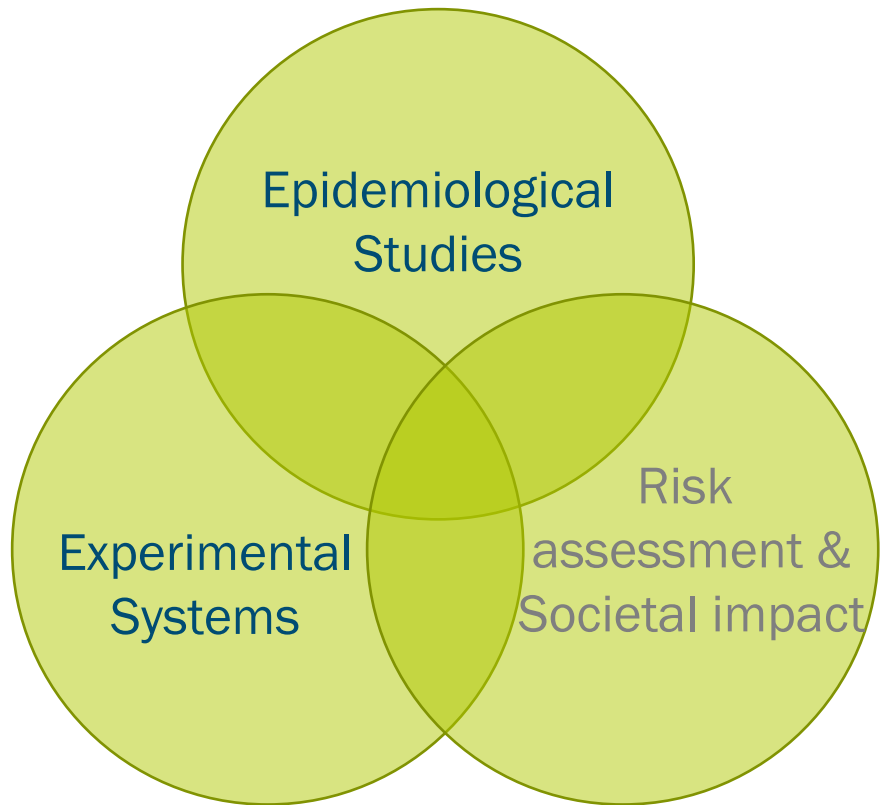 Epidemiological
Studies
Experimental
Systems
Risk
assessment &
Societal impact